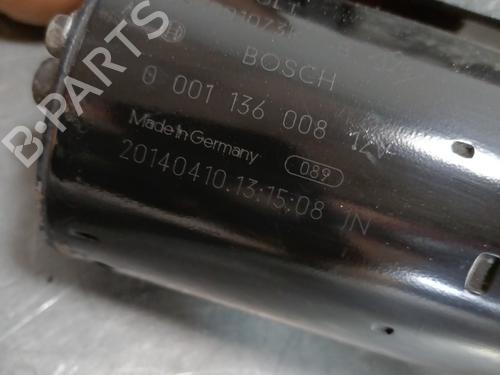 BOSCH
0 001 136 008 12V
Made in Germany 089
20140410.13:15:08 JN
B-PARTS